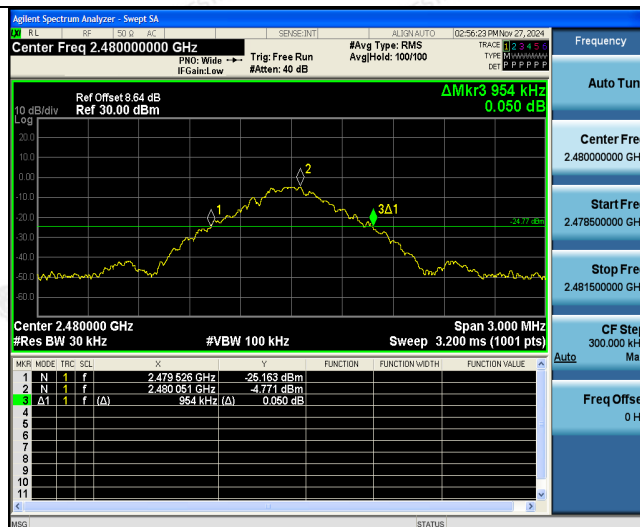 Agilent Spectrum Analyzer - Swept SA
LXI RL RF 50 Ω AC SENSE:INT ALIGN AUTO 02:56:23 PM Nov 27, 2024
Center Freq 2.480000000 GHz #Avg Type: RMS TRACE 1 2 3 4 5 6
PNO: Wide Trig: Free Run Avg|Hold: 100/100 TYPE M
IFGain:Low #Atten: 40 dB DET P P P P P P
ΔMkr3 954 kHz
0.050 dB
Ref Offset 8.64 dB
10 dB/div Ref 30.00 dBm
Log
20.0
10.0
0.00
-10.0
-20.0
-30.0
-40.0
-50.0
-60.0
1
2
3Δ1
-24.77 dBm
Center 2.480000 GHz Span 3.000 MHz
#Res BW 30 kHz #VBW 100 kHz Sweep 3.200 ms (1001 pts)
MKR MODE TRC SCL X Y FUNCTION FUNCTION WIDTH FUNCTION VALUE
1 N 1 f 2.479 526 GHz -25.163 dBm
2 N 1 f 2.480 051 GHz -4.771 dBm
3 Δ1 1 f (Δ) 954 kHz (Δ) 0.050 dB
4
5
6
7
8
9
10
11
MSG STATUS
Frequency
Auto Tun
Center Fre
2.480000000 GH
Start Fre
2.478500000 GH
Stop Fre
2.481500000 GH
CF Step
300.000 kH
Auto Ma
Freq Offse
0 H